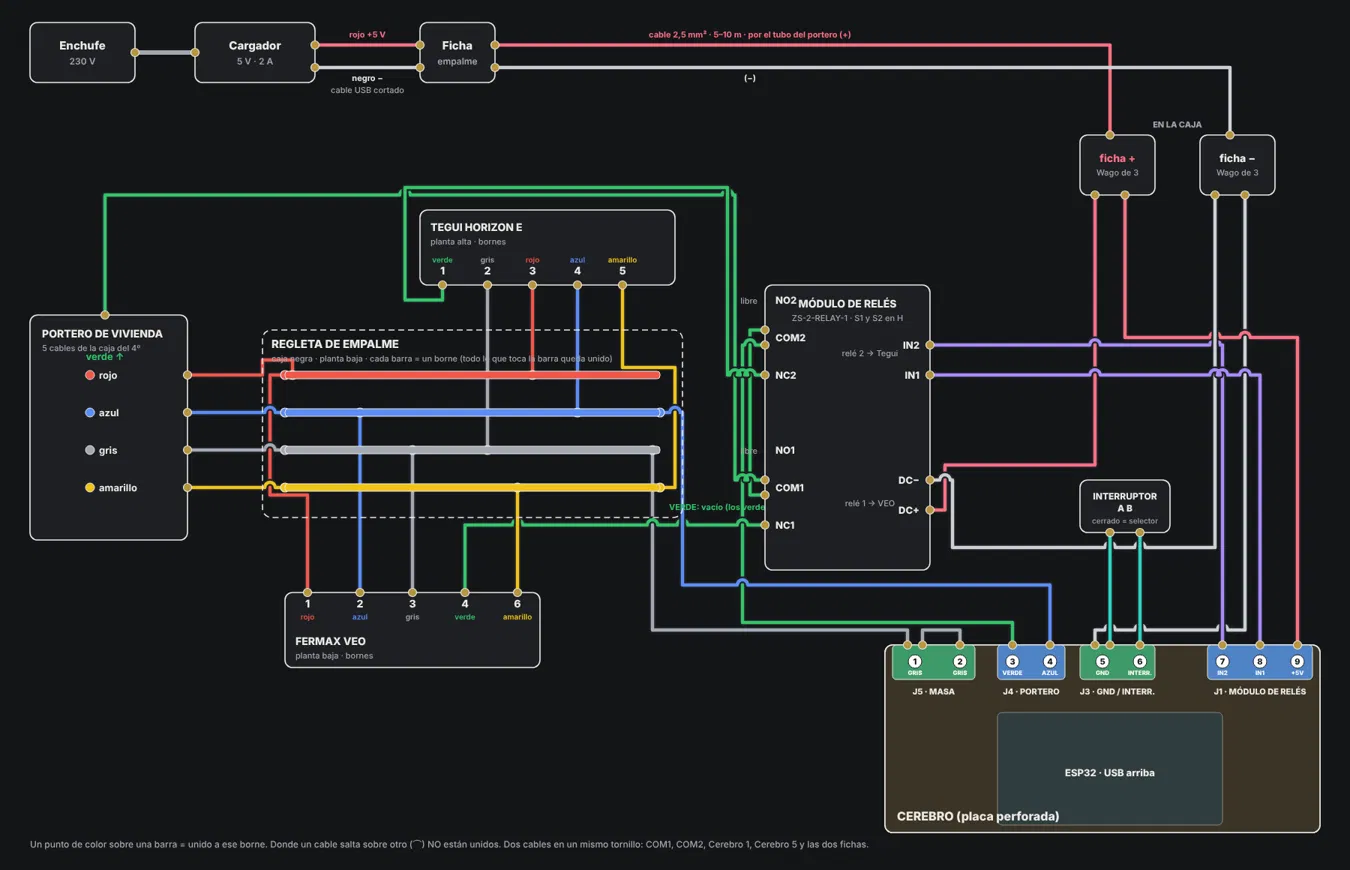 Enchufe
230 V
Cargador
5 V · 2 A
rojo +5 V
negro −
cable USB cortado
Ficha
empalme
cable 2,5 mm² · 5–10 m · por el tubo del portero (+)
(−)
EN LA CAJA
ficha +
Wago de 3
ficha −
Wago de 3
TEGUI HORIZON E
planta alta · bornes
verde
gris
rojo
azul
amarillo
1
2
3
4
5
PORTERO DE VIVIENDA
5 cables de la caja del 4º
verde ↑
rojo
azul
gris
amarillo
REGLETA DE EMPALME
caja negra · planta baja · cada barra = un borne (todo lo que toca la barra queda unido)
VERDE: vacío (los verde
libre
NO2
MÓDULO DE RELÉS
ZS-2-RELAY-1 · S1 y S2 en H
COM2
relé 2 → Tegui
IN2
NC2
IN1
NO1
COM1
DC−
relé 1 → VEO
DC+
NC1
INTERRUPTOR
A B
cerrado = selector
1
2
3
4
6
rojo
azul
gris
verde
amarillo
FERMAX VEO
planta baja · bornes
1
2
3
4
5
6
7
8
9
GRIS
GRIS
VERDE
AZUL
GND
INTERR.
IN2
IN1
+5V
J5 · MASA
J4 · PORTERO
J3 · GND / INTERR.
J1 · MÓDULO DE RELÉS
ESP32 · USB arriba
CEREBRO (placa perforada)
Un punto de color sobre una barra = unido a ese borne. Donde un cable salta sobre otro (⌒) NO están unidos. Dos cables en un mismo tornillo: COM1, COM2, Cerebro 1, Cerebro 5 y las dos fichas.